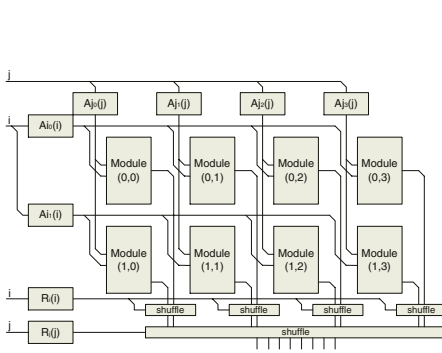 j
Aj₀(j) Aj₁(j) Aj₂(j) Aj₃(j)
i Ai₀(i)
Module (0,0) Module (0,1) Module (0,2) Module (0,3)
Ai₁(i)
Module (1,0) Module (1,1) Module (1,2) Module (1,3)
i Rᵢ(i)
shuffle shuffle shuffle shuffle
j Rᵢ(j) shuffle